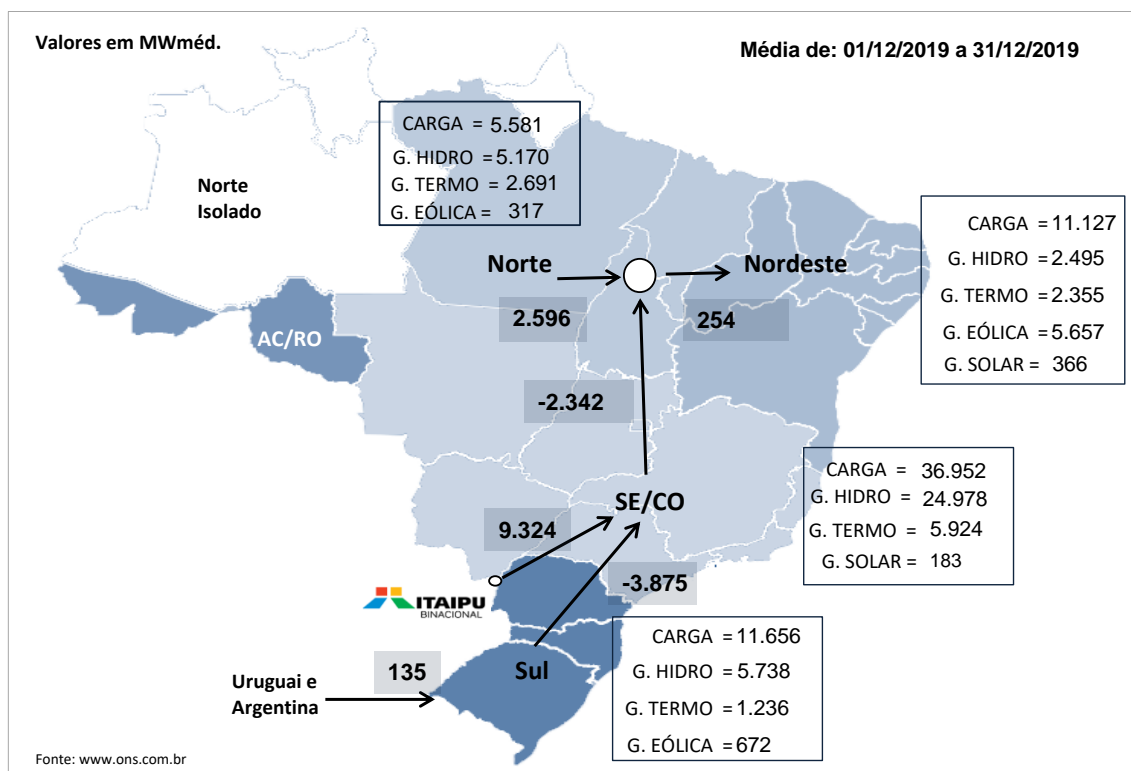 Valores em MWméd.
Média de: 01/12/2019 a 31/12/2019
CARGA = 5.581
G. HIDRO = 5.170
G. TERMO = 2.691
G. EÓLICA = 317
Norte
Isolado
CARGA = 11.127
G. HIDRO = 2.495
G. TERMO = 2.355
G. EÓLICA = 5.657
G. SOLAR = 366
Norte
Nordeste
2.596
254
AC/RO
-2.342
CARGA = 36.952
G. HIDRO = 24.978
G. TERMO = 5.924
G. SOLAR = 183
SE/CO
9.324
-3.875
ITAIPU
BINACIONAL
CARGA = 11.656
G. HIDRO = 5.738
G. TERMO = 1.236
G. EÓLICA = 672
135
Sul
Uruguai e
Argentina
Fonte: www.ons.com.br